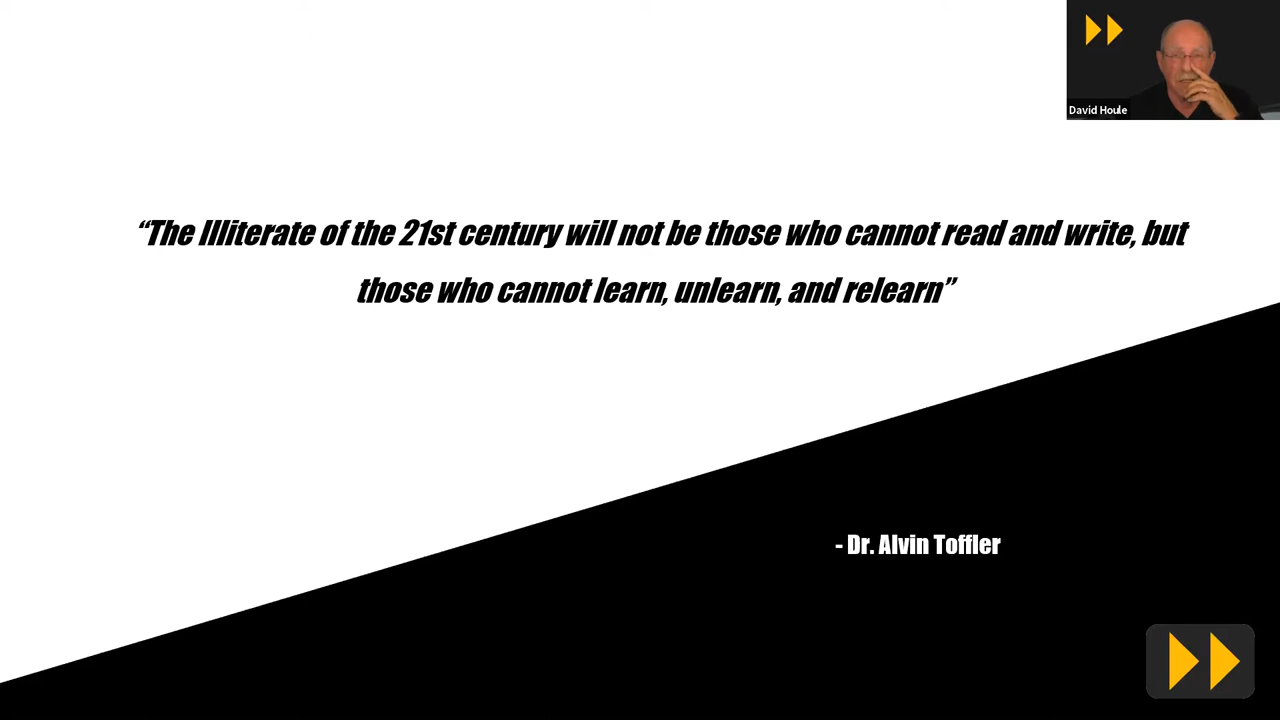 David Houle
“The Illiterate of the 21st century will not be those who cannot read and write, but
those who cannot learn, unlearn, and relearn”
- Dr. Alvin Toffler